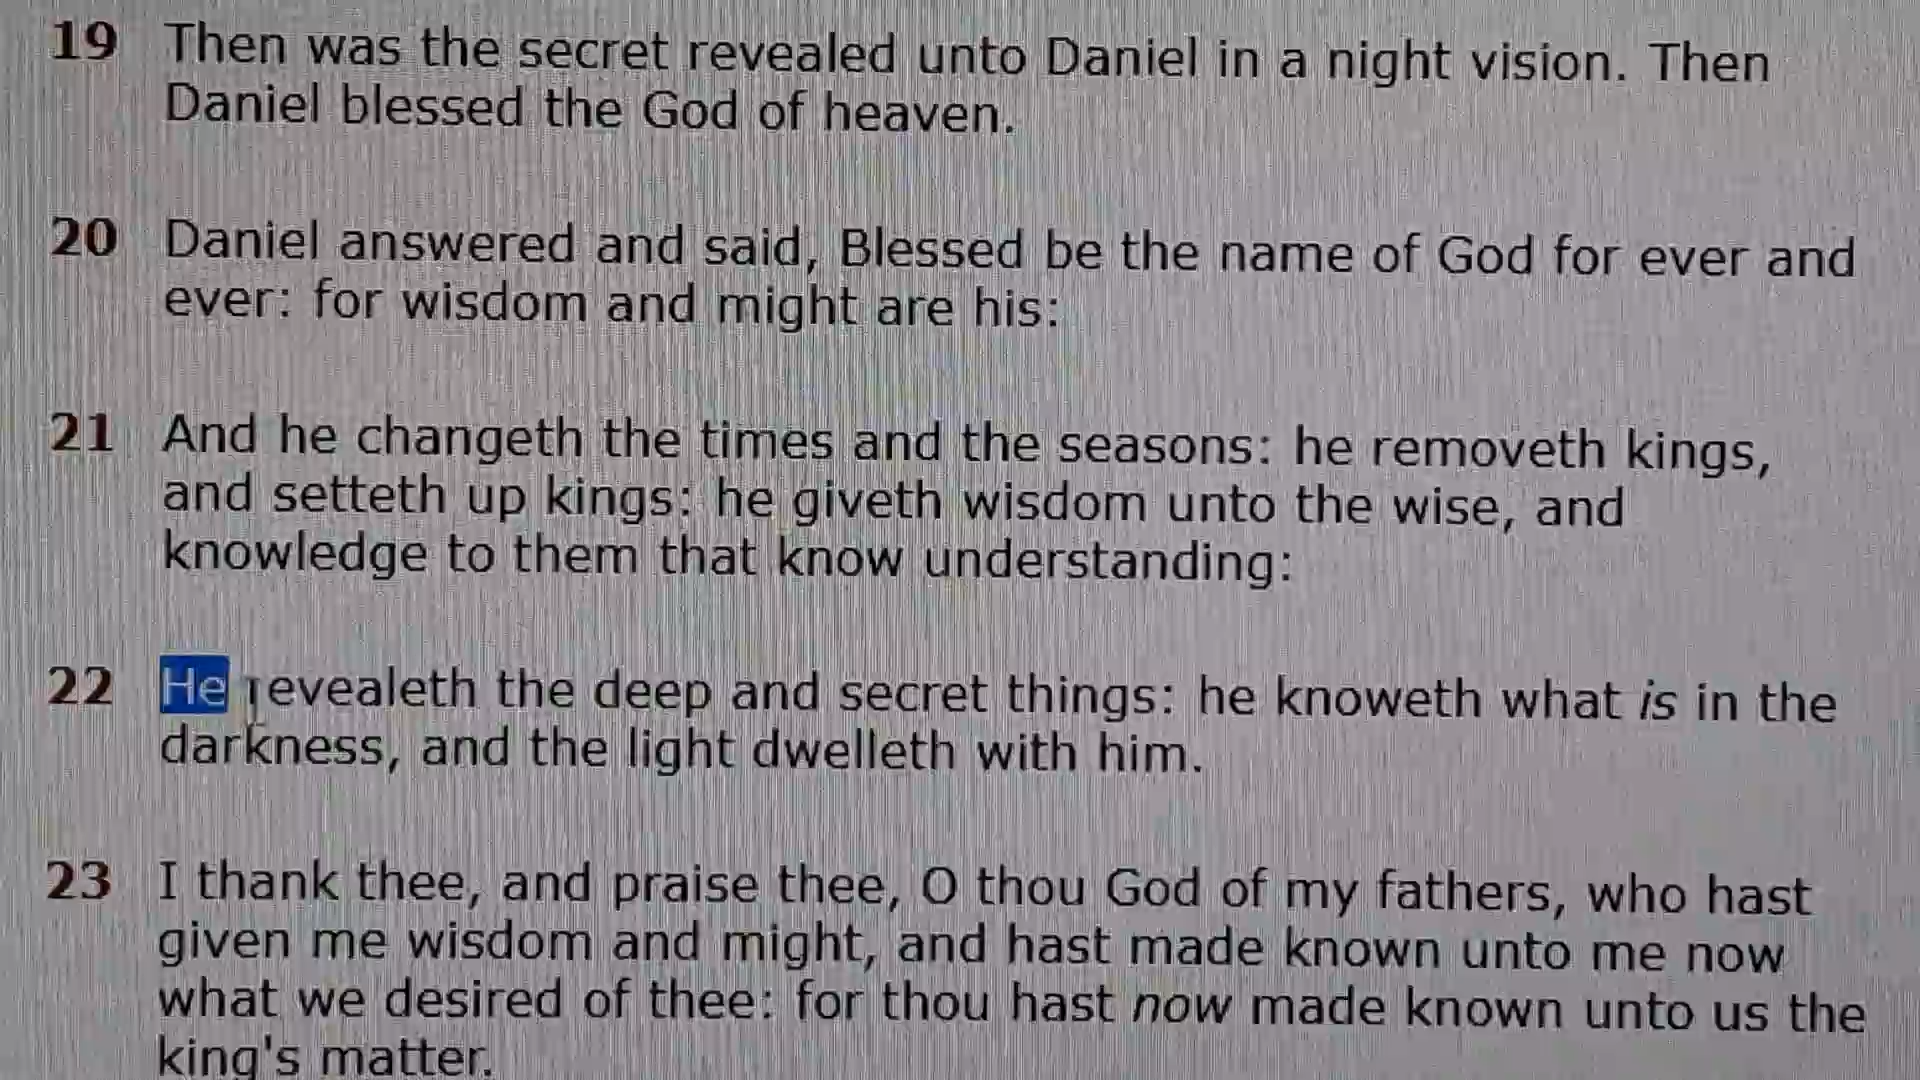 19 Then was the secret revealed unto Daniel in a night vision. Then
Daniel blessed the God of heaven.
20 Daniel answered and said, Blessed be the name of God for ever and
ever: for wisdom and might are his:
21 And he changeth the times and the seasons: he removeth kings,
and setteth up kings: he giveth wisdom unto the wise, and
knowledge to them that know understanding:
22 He revealeth the deep and secret things: he knoweth what is in the
darkness, and the light dwelleth with him.
23 I thank thee, and praise thee, O thou God of my fathers, who hast
given me wisdom and might, and hast made known unto me now
what we desired of thee: for thou hast now made known unto us the
king's matter.